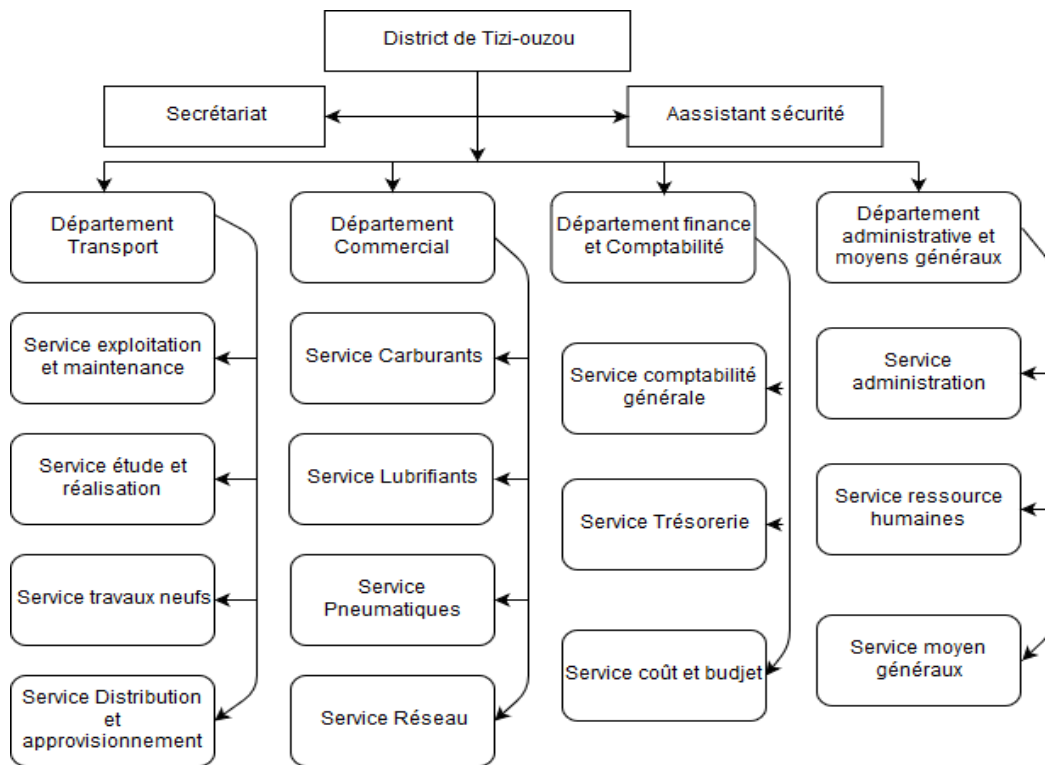 District de Tizi-ouzou
Secrétariat
Aassistant sécurité
Département
Transport
Département
Commercial
Département finance
et Comptabilité
Département
administrative et
moyens généraux
Service exploitation
et maintenance
Service Carburants
Service comptabilité
générale
Service
administration
Service étude et
réalisation
Service Lubrifiants
Service Trésorerie
Service ressource
humaines
Service travaux neufs
Service
Pneumatiques
Service coût et budjet
Service moyen
généraux
Service Distribution
et
approvisionnement
Service Réseau